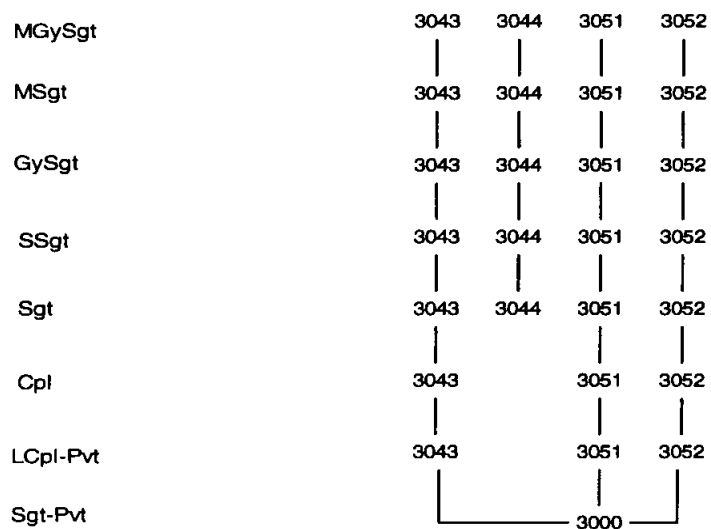 MGySgt 3043 3044 3051 3052
MSgt 3043 3044 3051 3052
GySgt 3043 3044 3051 3052
SSgt 3043 3044 3051 3052
Sgt 3043 3044 3051 3052
Cpl 3043 3051 3052
LCpl-Pvt 3043 3051 3052
Sgt-Pvt 3000